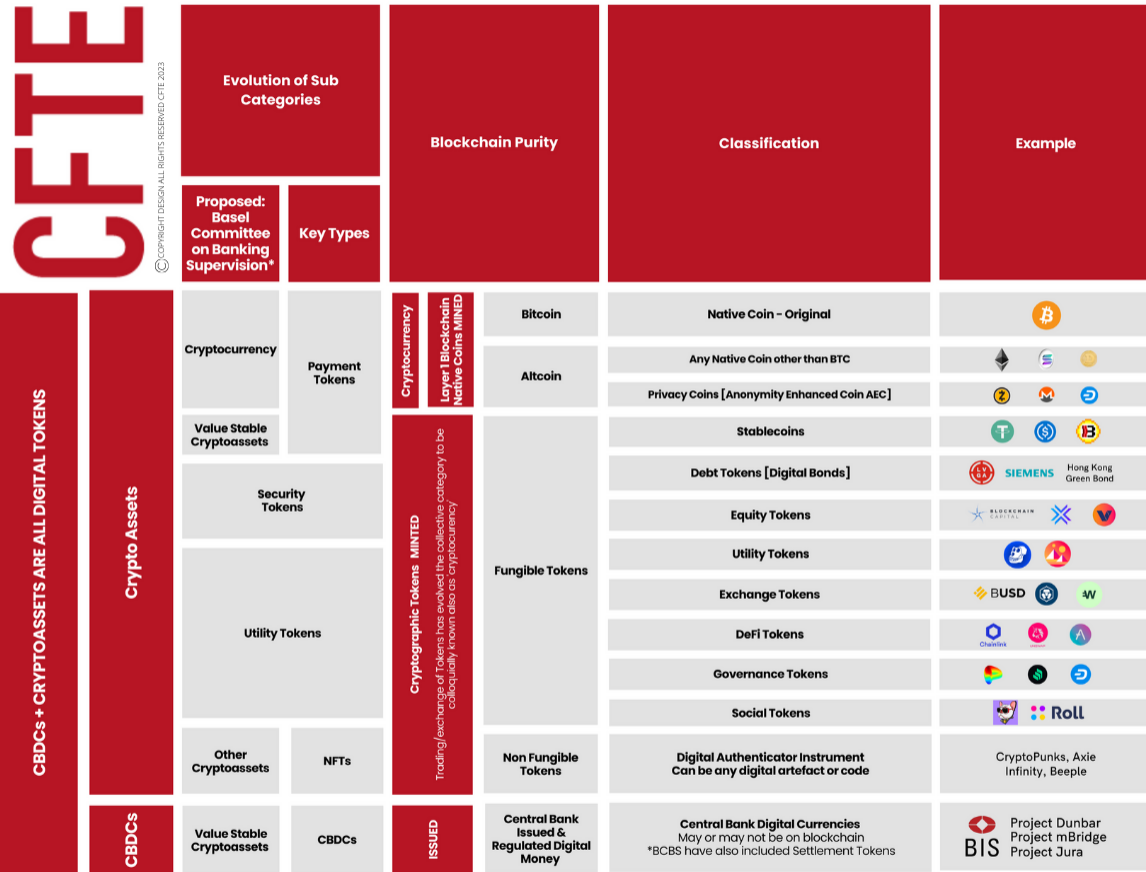 CFTE
©COPYRIGHT DESIGN ALL RIGHTS RESERVED CFTE 2023
Evolution of Sub
Categories
Proposed:
Basel
Committee
on Banking
Supervision*
Key Types
Blockchain Purity
Classification
Example
CBDCs + CRYPTOASSETS ARE ALL DIGITAL TOKENS
Crypto Assets
Cryptocurrency
Payment
Tokens
Cryptocurrency
Layer 1 Blockchain
Native Coins MINED
Bitcoin
Native Coin - Original
Altcoin
Any Native Coin other than BTC
Privacy Coins [Anonymity Enhanced Coin AEC]
Value Stable
Cryptoassets
Cryptographic Tokens MINTED
Trading/exchange of Tokens has evolved the collective category to be
colloquially known also as cryptocurrency
Fungible Tokens
Stablecoins
Security
Tokens
Debt Tokens [Digital Bonds]
SIEMENS
Hong Kong
Green Bond
Equity Tokens
BLOCKCHAIN
CAPITAL
Utility Tokens
Utility Tokens
Exchange Tokens
BUSD
DeFi Tokens
Chainlink
Governance Tokens
Social Tokens
Roll
Other
Cryptoassets
NFTs
Non Fungible
Tokens
Digital Authenticator Instrument
Can be any digital artefact or code
CryptoPunks, Axie
Infinity, Beeple
CBDCs
Value Stable
Cryptoassets
CBDCs
ISSUED
Central Bank
Issued &
Regulated Digital
Money
Central Bank Digital Currencies
May or may not be on blockchain
*BCBS have also included Settlement Tokens
BIS
Project Dunbar
Project mBridge
Project Jura